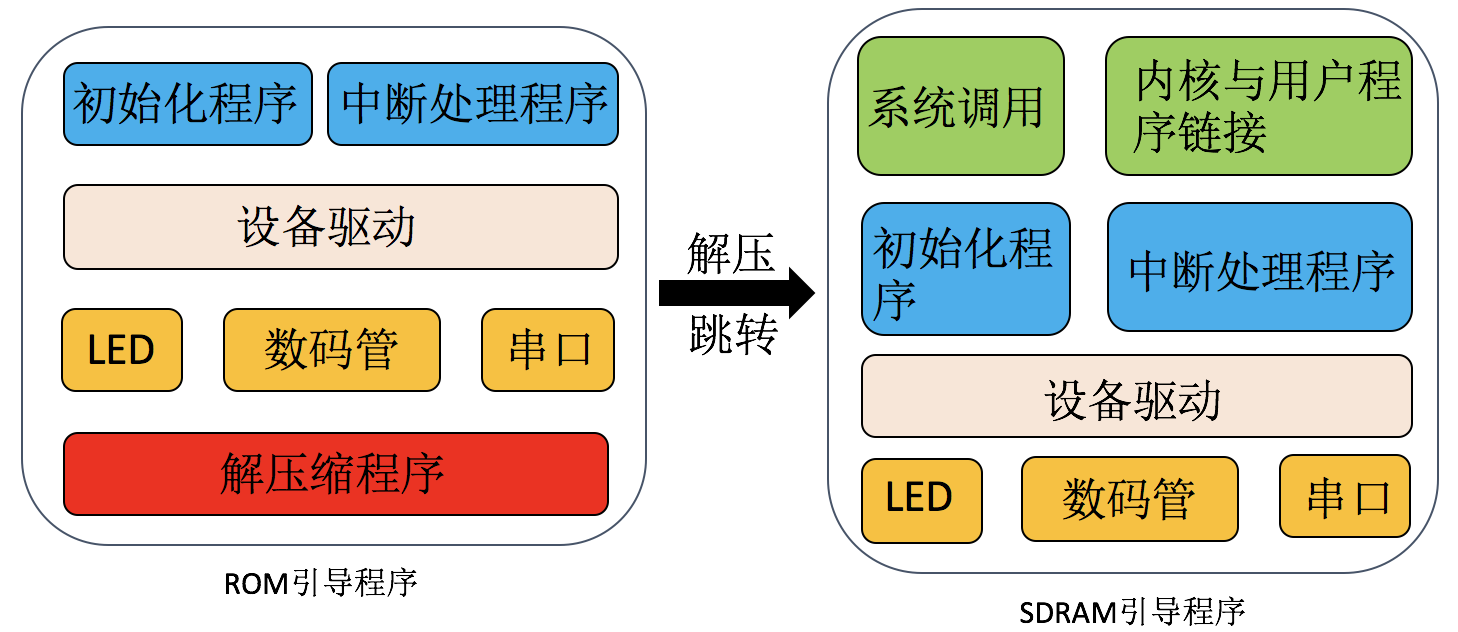 初始化程序
中断处理程序
设备驱动
LED
数码管
串口
解压缩程序
ROM引导程序
解压
跳转
系统调用
内核与用户程
序链接
初始化程
序
中断处理程序
设备驱动
LED
数码管
串口
SDRAM引导程序